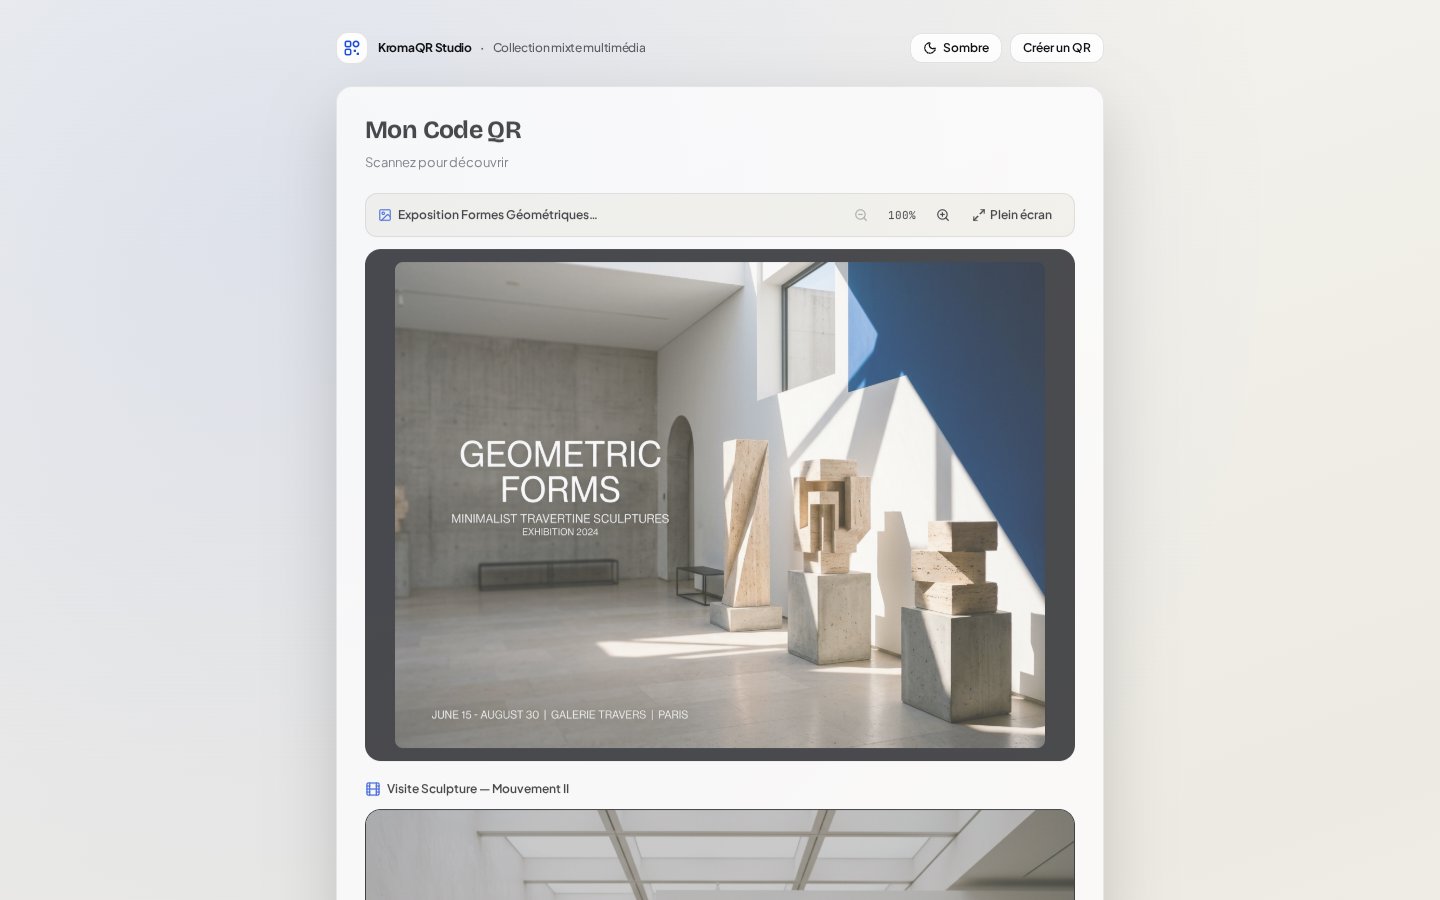 KromaQR Studio · Collection mixte multimédia
Sombre
Créer un QR
Mon Code QR
Scannez pour découvrir
Exposition Formes Géométriques…
100%
Plein écran
GEOMETRIC
FORMS
MINIMALIST TRAVERTINE SCULPTURES
EXHIBITION 2024
JUNE 15 - AUGUST 30 | GALERIE TRAVERS | PARIS
Visite Sculpture — Mouvement II